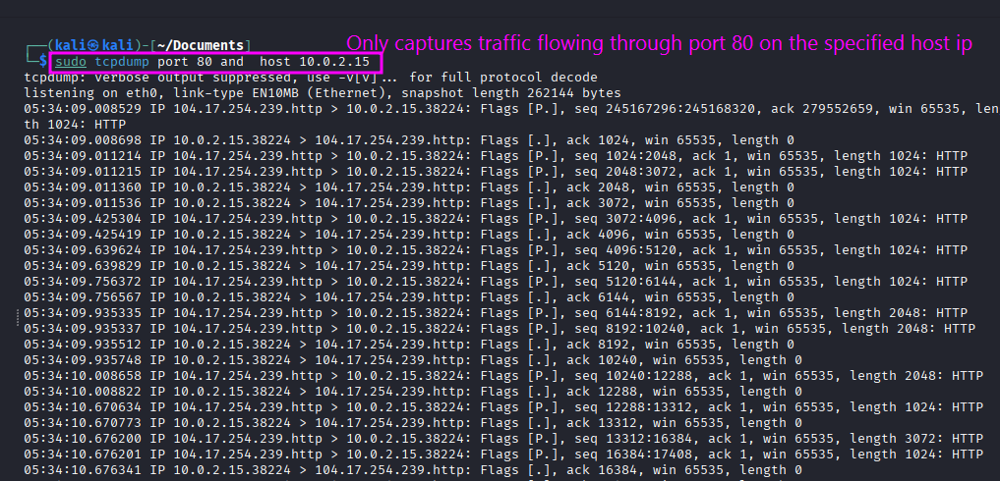 ┌──(kali㉿kali)-[~/Documents]
Only captures traffic flowing through port 80 on the specified host ip
└─$ sudo tcpdump port 80 and  host 10.0.2.15
tcpdump: verbose output suppressed, use -v[v]... for full protocol decode
listening on eth0, link-type EN10MB (Ethernet), snapshot length 262144 bytes
05:34:09.008529 IP 104.17.254.239.http > 10.0.2.15.38224: Flags [P.], seq 245167296:245168320, ack 279552659, win 65535, leng
th 1024: HTTP
05:34:09.008698 IP 10.0.2.15.38224 > 104.17.254.239.http: Flags [.], ack 1024, win 65535, length 0
05:34:09.011214 IP 104.17.254.239.http > 10.0.2.15.38224: Flags [P.], seq 1024:2048, ack 1, win 65535, length 1024: HTTP
05:34:09.011215 IP 104.17.254.239.http > 10.0.2.15.38224: Flags [P.], seq 2048:3072, ack 1, win 65535, length 1024: HTTP
05:34:09.011360 IP 10.0.2.15.38224 > 104.17.254.239.http: Flags [.], ack 2048, win 65535, length 0
05:34:09.011536 IP 10.0.2.15.38224 > 104.17.254.239.http: Flags [.], ack 3072, win 65535, length 0
05:34:09.425304 IP 104.17.254.239.http > 10.0.2.15.38224: Flags [P.], seq 3072:4096, ack 1, win 65535, length 1024: HTTP
05:34:09.425419 IP 10.0.2.15.38224 > 104.17.254.239.http: Flags [.], ack 4096, win 65535, length 0
05:34:09.639624 IP 104.17.254.239.http > 10.0.2.15.38224: Flags [P.], seq 4096:5120, ack 1, win 65535, length 1024: HTTP
05:34:09.639829 IP 10.0.2.15.38224 > 104.17.254.239.http: Flags [.], ack 5120, win 65535, length 0
05:34:09.756372 IP 104.17.254.239.http > 10.0.2.15.38224: Flags [P.], seq 5120:6144, ack 1, win 65535, length 1024: HTTP
05:34:09.756567 IP 10.0.2.15.38224 > 104.17.254.239.http: Flags [.], ack 6144, win 65535, length 0
05:34:09.935335 IP 104.17.254.239.http > 10.0.2.15.38224: Flags [P.], seq 6144:8192, ack 1, win 65535, length 2048: HTTP
05:34:09.935337 IP 104.17.254.239.http > 10.0.2.15.38224: Flags [P.], seq 8192:10240, ack 1, win 65535, length 2048: HTTP
05:34:09.935512 IP 10.0.2.15.38224 > 104.17.254.239.http: Flags [.], ack 8192, win 65535, length 0
05:34:09.935748 IP 10.0.2.15.38224 > 104.17.254.239.http: Flags [.], ack 10240, win 65535, length 0
05:34:10.008658 IP 104.17.254.239.http > 10.0.2.15.38224: Flags [P.], seq 10240:12288, ack 1, win 65535, length 2048: HTTP
05:34:10.008822 IP 10.0.2.15.38224 > 104.17.254.239.http: Flags [.], ack 12288, win 65535, length 0
05:34:10.670634 IP 104.17.254.239.http > 10.0.2.15.38224: Flags [P.], seq 12288:13312, ack 1, win 65535, length 1024: HTTP
05:34:10.670773 IP 10.0.2.15.38224 > 104.17.254.239.http: Flags [.], ack 13312, win 65535, length 0
05:34:10.676200 IP 104.17.254.239.http > 10.0.2.15.38224: Flags [P.], seq 13312:16384, ack 1, win 65535, length 3072: HTTP
05:34:10.676201 IP 104.17.254.239.http > 10.0.2.15.38224: Flags [P.], seq 16384:17408, ack 1, win 65535, length 1024: HTTP
05:34:10.676341 IP 10.0.2.15.38224 > 104.17.254.239.http: Flags [.], ack 16384, win 65535, length 0